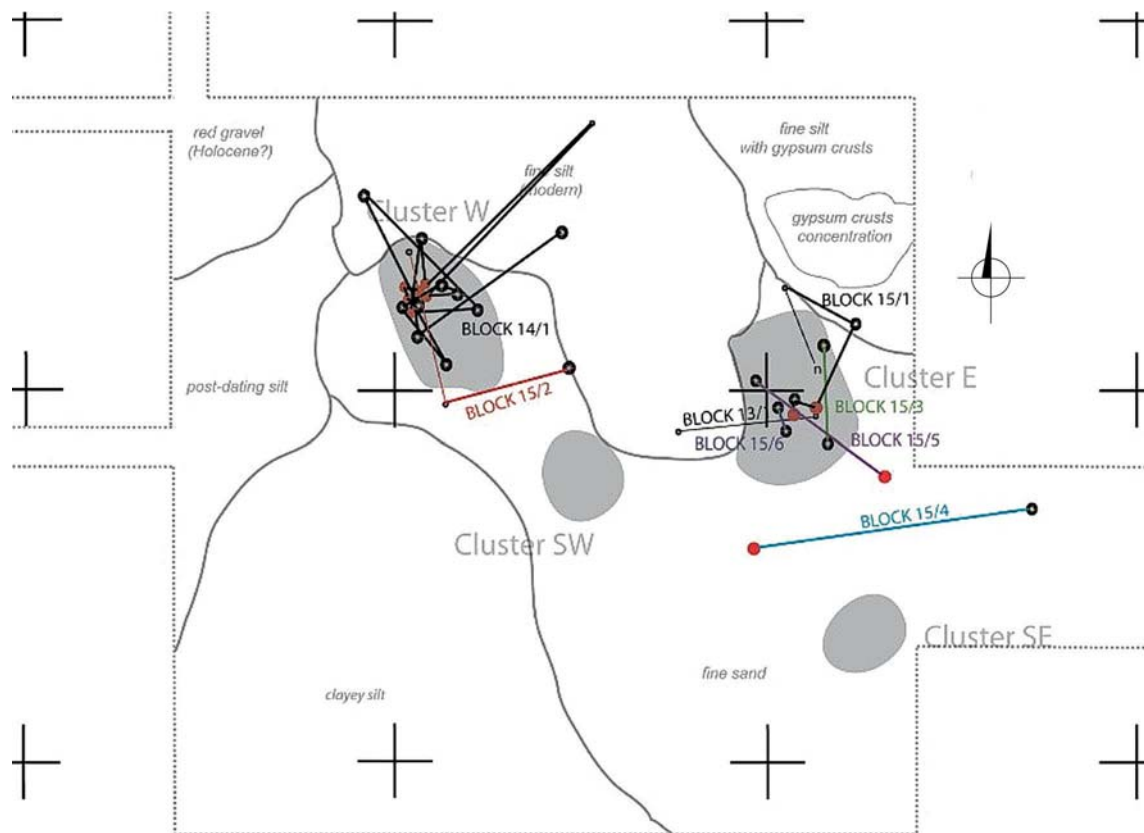 red gravel
(Holocene?)
fine silt
with gypsum crusts
fine silt
(modern)
Cluster W
gypsum crusts
concentration
BLOCK 15/1
BLOCK 14/1
n
Cluster E
post-dating silt
BLOCK 15/2
BLOCK 13/1
BLOCK 15/3
BLOCK 15/6
BLOCK 15/5
BLOCK 15/4
Cluster SW
Cluster SE
fine sand
clayey silt